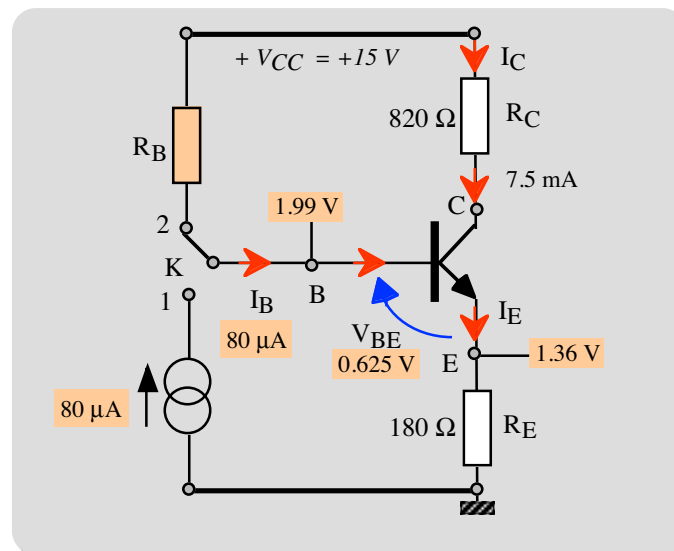 + VCC = +15 V
IC
820 Ω
RC
RB
7.5 mA
1.99 V
C
2
K
IB
B
1
80 µA
VBE
0.625 V
IE
E
1.36 V
80 µA
180 Ω
RE